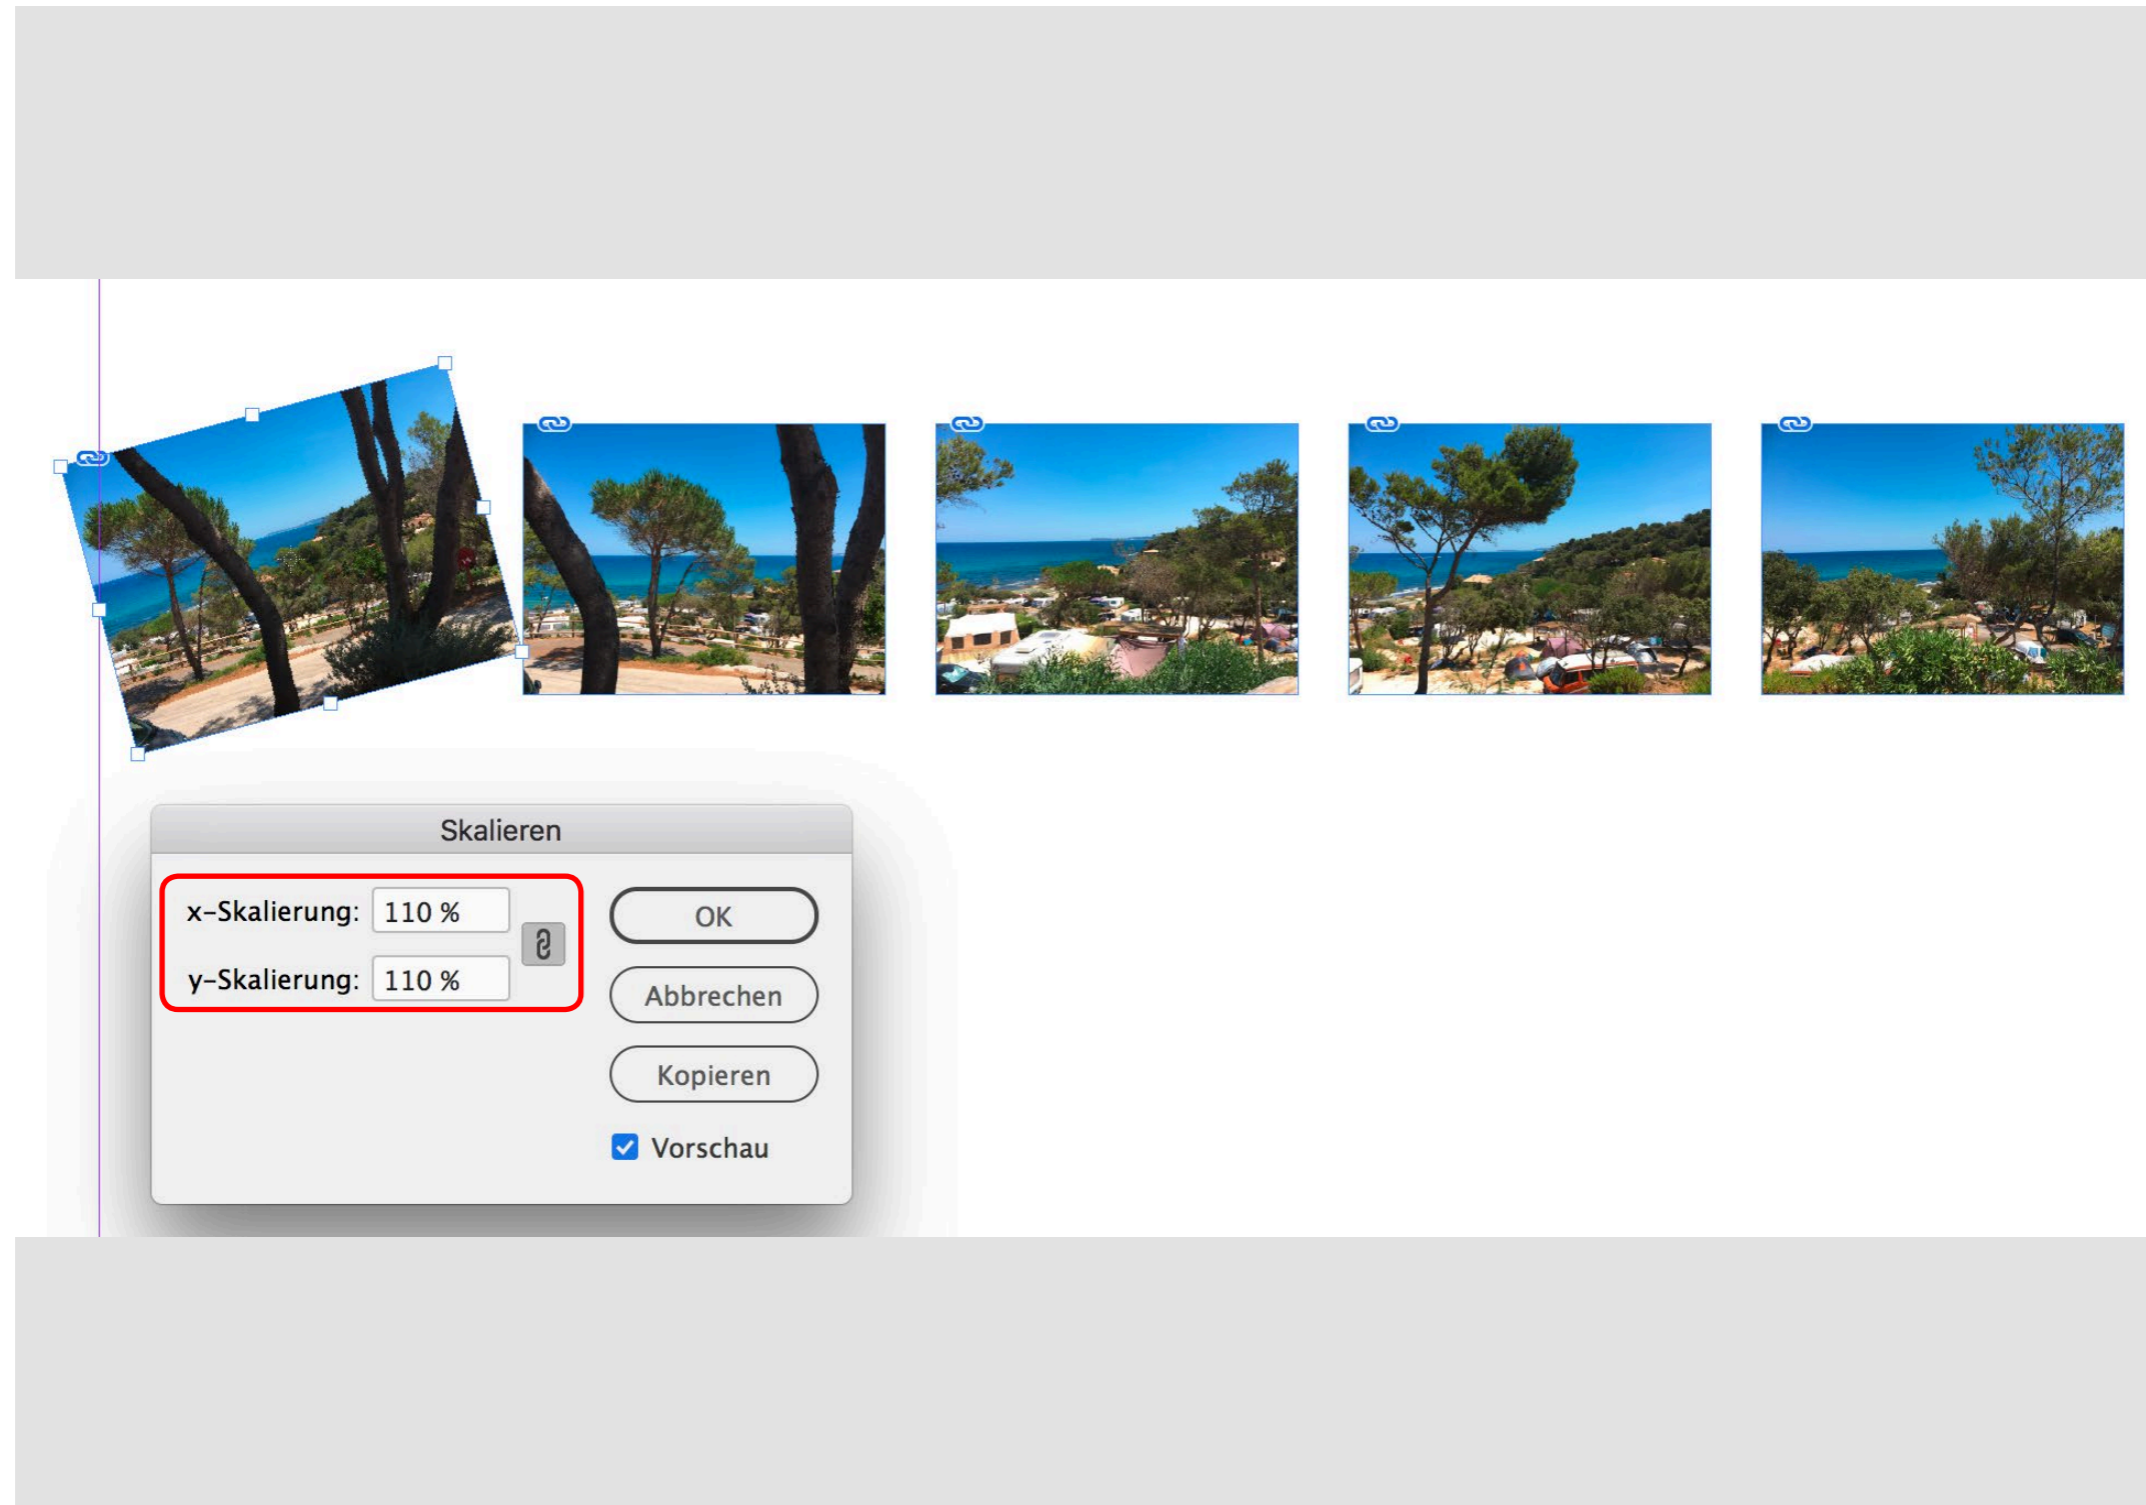 Skalieren
x-Skalierung: 110 %
OK
y-Skalierung: 110 %
Abbrechen
Kopieren
Vorschau